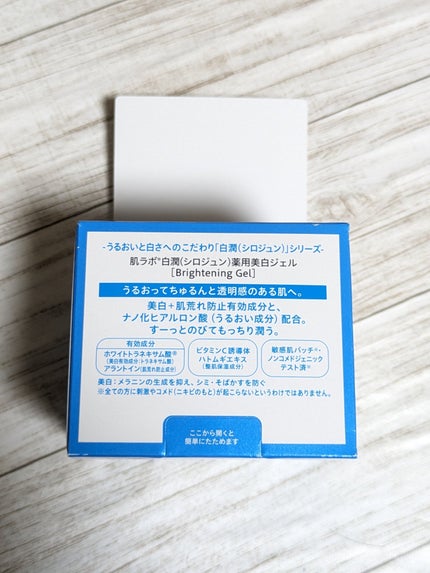 -うるおいと白さへのこだわり「白潤(シロジュン)」シリーズ-
肌ラボ®白潤(シロジュン)薬用美白ジェル
[Brightening Gel]
うるおってちゅるんと透明感のある肌へ。
美白+肌荒れ防止有効成分と、
ナノ化ヒアルロン酸(うるおい成分)配合。
すーっとのびてもっちり潤う。
有効成分
ホワイトトラネキサム酸®
(美白有効成分:トラネキサム酸)
アラントイン(肌荒れ防止成分)
ビタミンC誘導体
ハトムギエキス
(整肌保湿成分)
敏感肌パッチ※・
ノンコメドジェニック
テスト済※
美白:メラニンの生成を抑え、シミ・そばかすを防ぐ
※全ての方に刺激やコメド(ニキビのもと)が起こらないというわけではありません。
ここから開くと
簡単にたためます